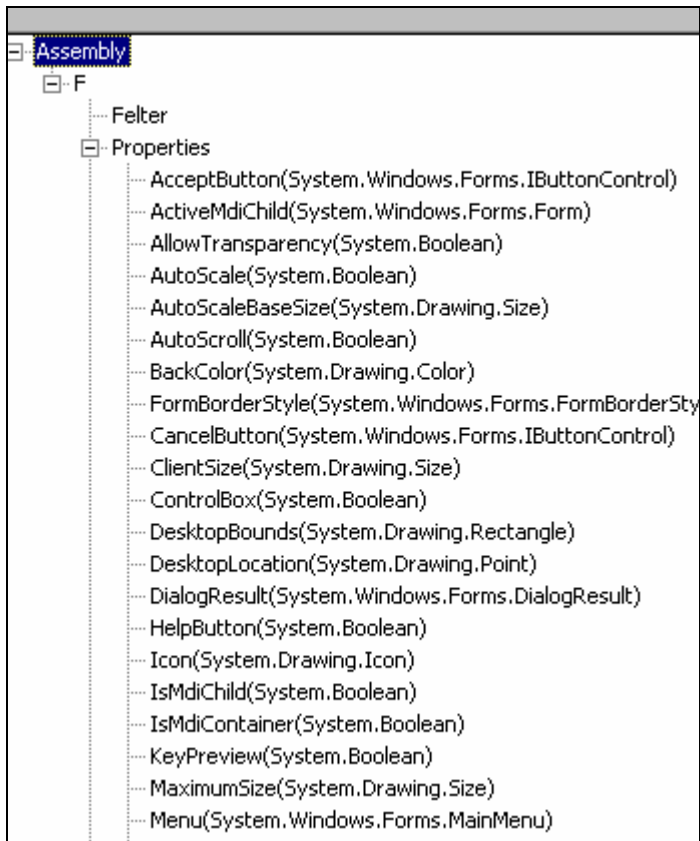 Assembly
F
Felter
Properties
AcceptButton(System.Windows.Forms.IButtonControl)
ActiveMdiChild(System.Windows.Forms.Form)
AllowTransparency(System.Boolean)
AutoScale(System.Boolean)
AutoScaleBaseSize(System.Drawing.Size)
AutoScroll(System.Boolean)
BackColor(System.Drawing.Color)
FormBorderStyle(System.Windows.Forms.FormBorderSty
CancelButton(System.Windows.Forms.IButtonControl)
ClientSize(System.Drawing.Size)
ControlBox(System.Boolean)
DesktopBounds(System.Drawing.Rectangle)
DesktopLocation(System.Drawing.Point)
DialogResult(System.Windows.Forms.DialogResult)
HelpButton(System.Boolean)
Icon(System.Drawing.Icon)
IsMdiChild(System.Boolean)
IsMdiContainer(System.Boolean)
KeyPreview(System.Boolean)
MaximumSize(System.Drawing.Size)
Menu(System.Windows.Forms.MainMenu)